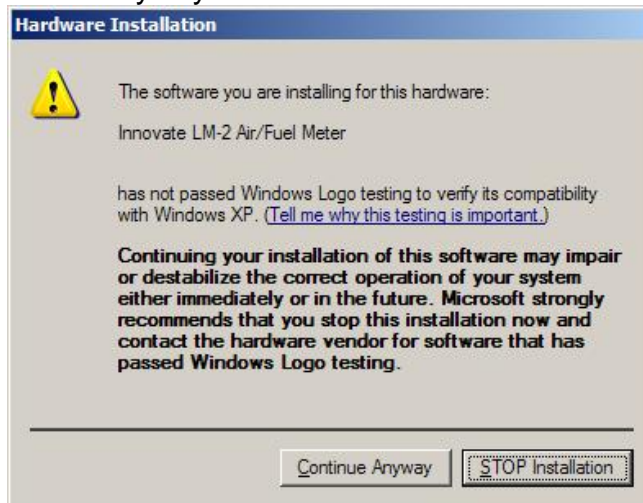 Hardware Installation
The software you are installing for this hardware:
Innovate LM-2 Air/Fuel Meter
has not passed Windows Logo testing to verify its compatibility
with Windows XP. (Tell me why this testing is important.)
Continuing your installation of this software may impair
or destabilize the correct operation of your system
either immediately or in the future. Microsoft strongly
recommends that you stop this installation now and
contact the hardware vendor for software that has
passed Windows Logo testing.
Continue Anyway STOP Installation